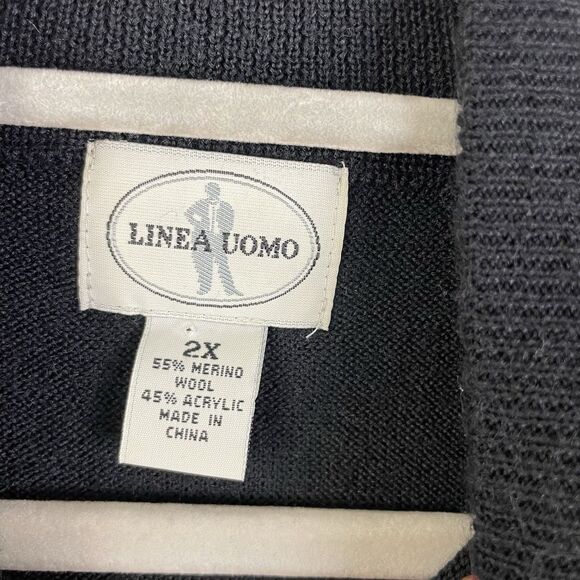 LINEA UOMO
2X
55% MERINO
WOOL
45% ACRYLIC
MADE IN
CHINA